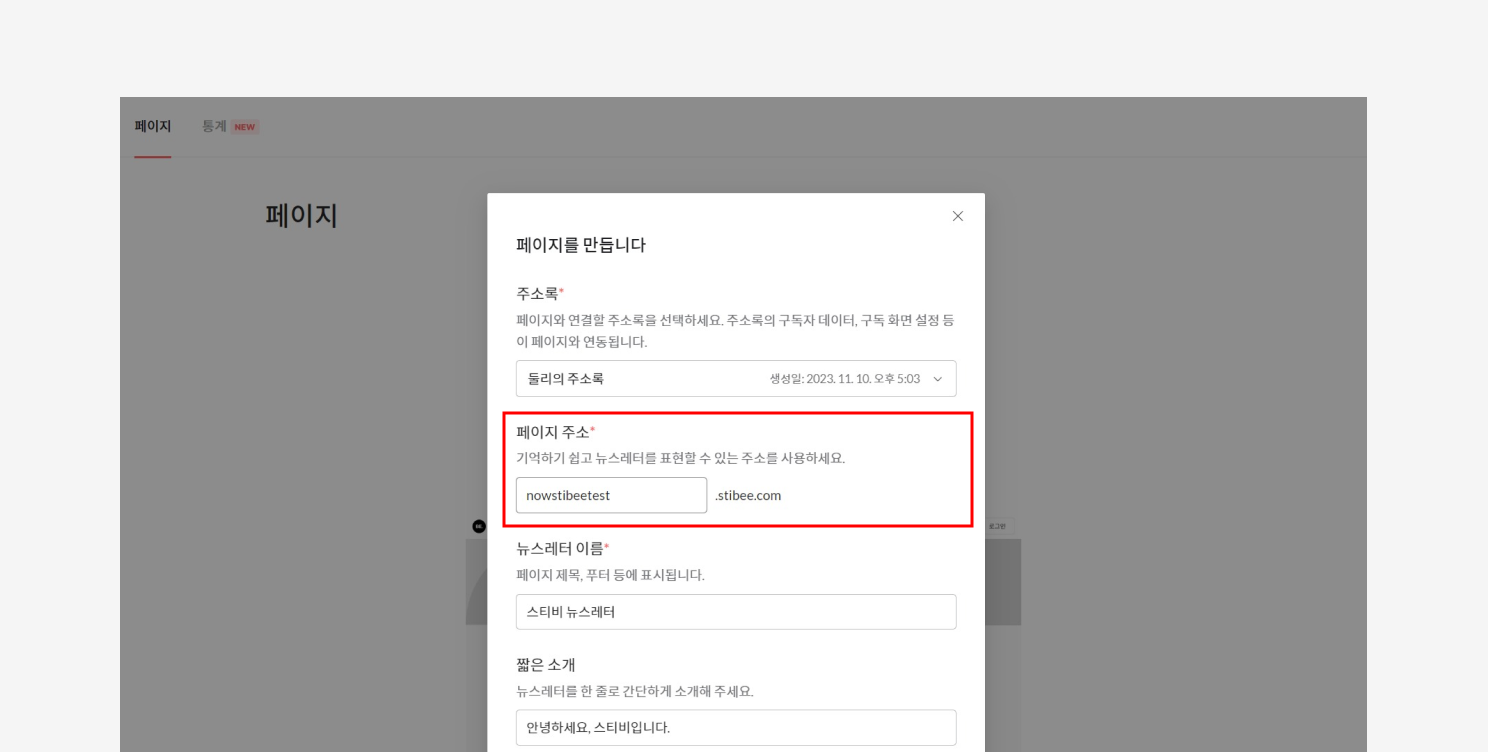 페이지 통계 NEW
페이지
페이지를 만듭니다
주소록*
페이지와 연결할 주소록을 선택하세요. 주소록의 구독자 데이터, 구독 화면 설정 등
이 페이지와 연동됩니다.
둘리의 주소록 생성일: 2023. 11. 10. 오후 5:03
페이지 주소*
기억하기 쉽고 뉴스레터를 표현할 수 있는 주소를 사용하세요.
nowstibeetest .stibee.com
로그인
뉴스레터 이름*
페이지 제목, 푸터 등에 표시됩니다.
스티비 뉴스레터
짧은 소개
뉴스레터를 한 줄로 간단하게 소개해 주세요.
안녕하세요, 스티비입니다.